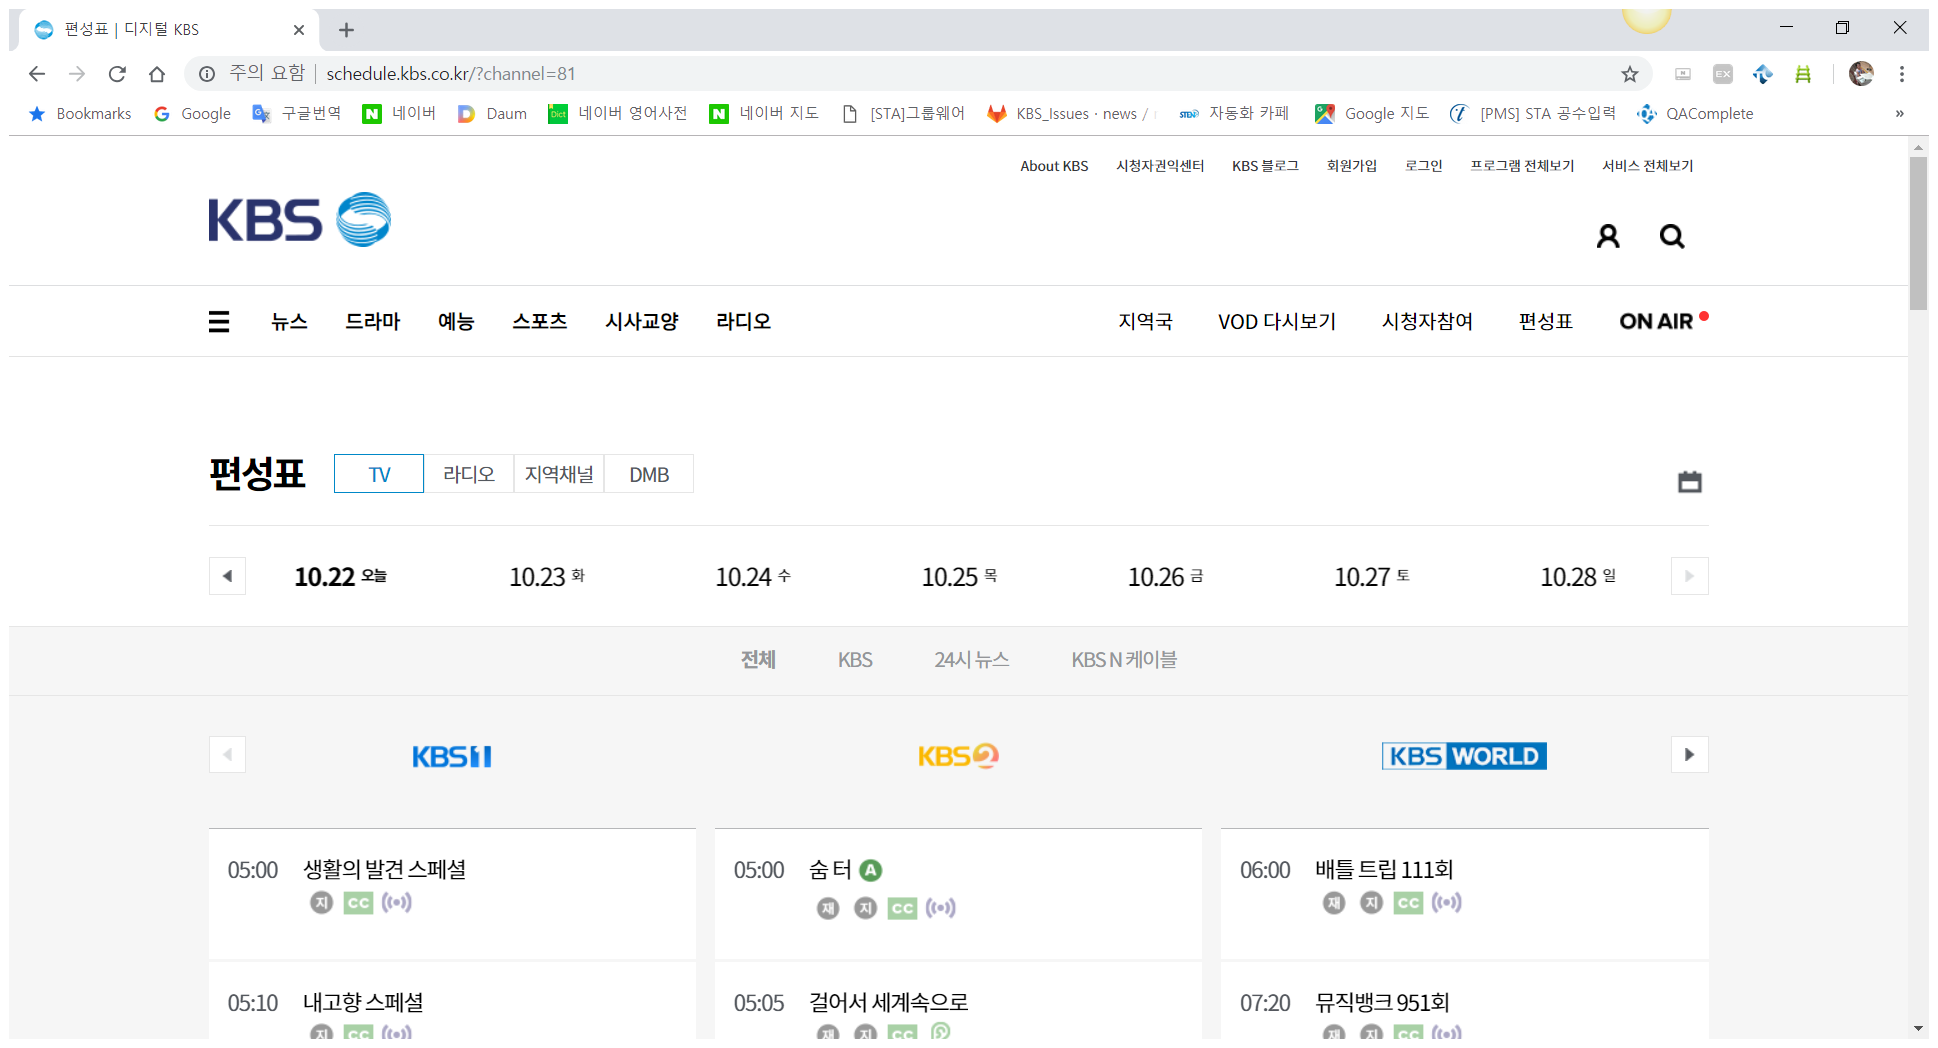 편성표 | 디지털 KBS
주의 요함 | schedule.kbs.co.kr/?channel=81
EX
Bookmarks Google 구글번역 네이버 Daum 네이버 영어사전 네이버 지도 [STA]그룹웨어 KBS_Issues · news / 자동화 카페 Google 지도 [PMS] STA 공수입력 QAComplete »
About KBS 시청자권익센터 KBS 블로그 회원가입 로그인 프로그램 전체보기 서비스 전체보기
KBS
뉴스 드라마 예능 스포츠 시사교양 라디오 지역국 VOD 다시보기 시청자참여 편성표 ON AIR
편성표 TV 라디오 지역채널 DMB
10.22 오늘 10.23 화 10.24 수 10.25 목 10.26 금 10.27 토 10.28 일
전체 KBS 24시 뉴스 KBS N 케이블
KBS1 KBS2 KBS WORLD
05:00 생활의 발견 스페셜
지 CC
05:00 숨 터 A
재 지 CC
06:00 배틀 트립 111회
재 지 CC
05:10 내고향 스페셜
지 CC
05:05 걸어서 세계속으로
재 지 CC
07:20 뮤직뱅크 951회
재 지 CC